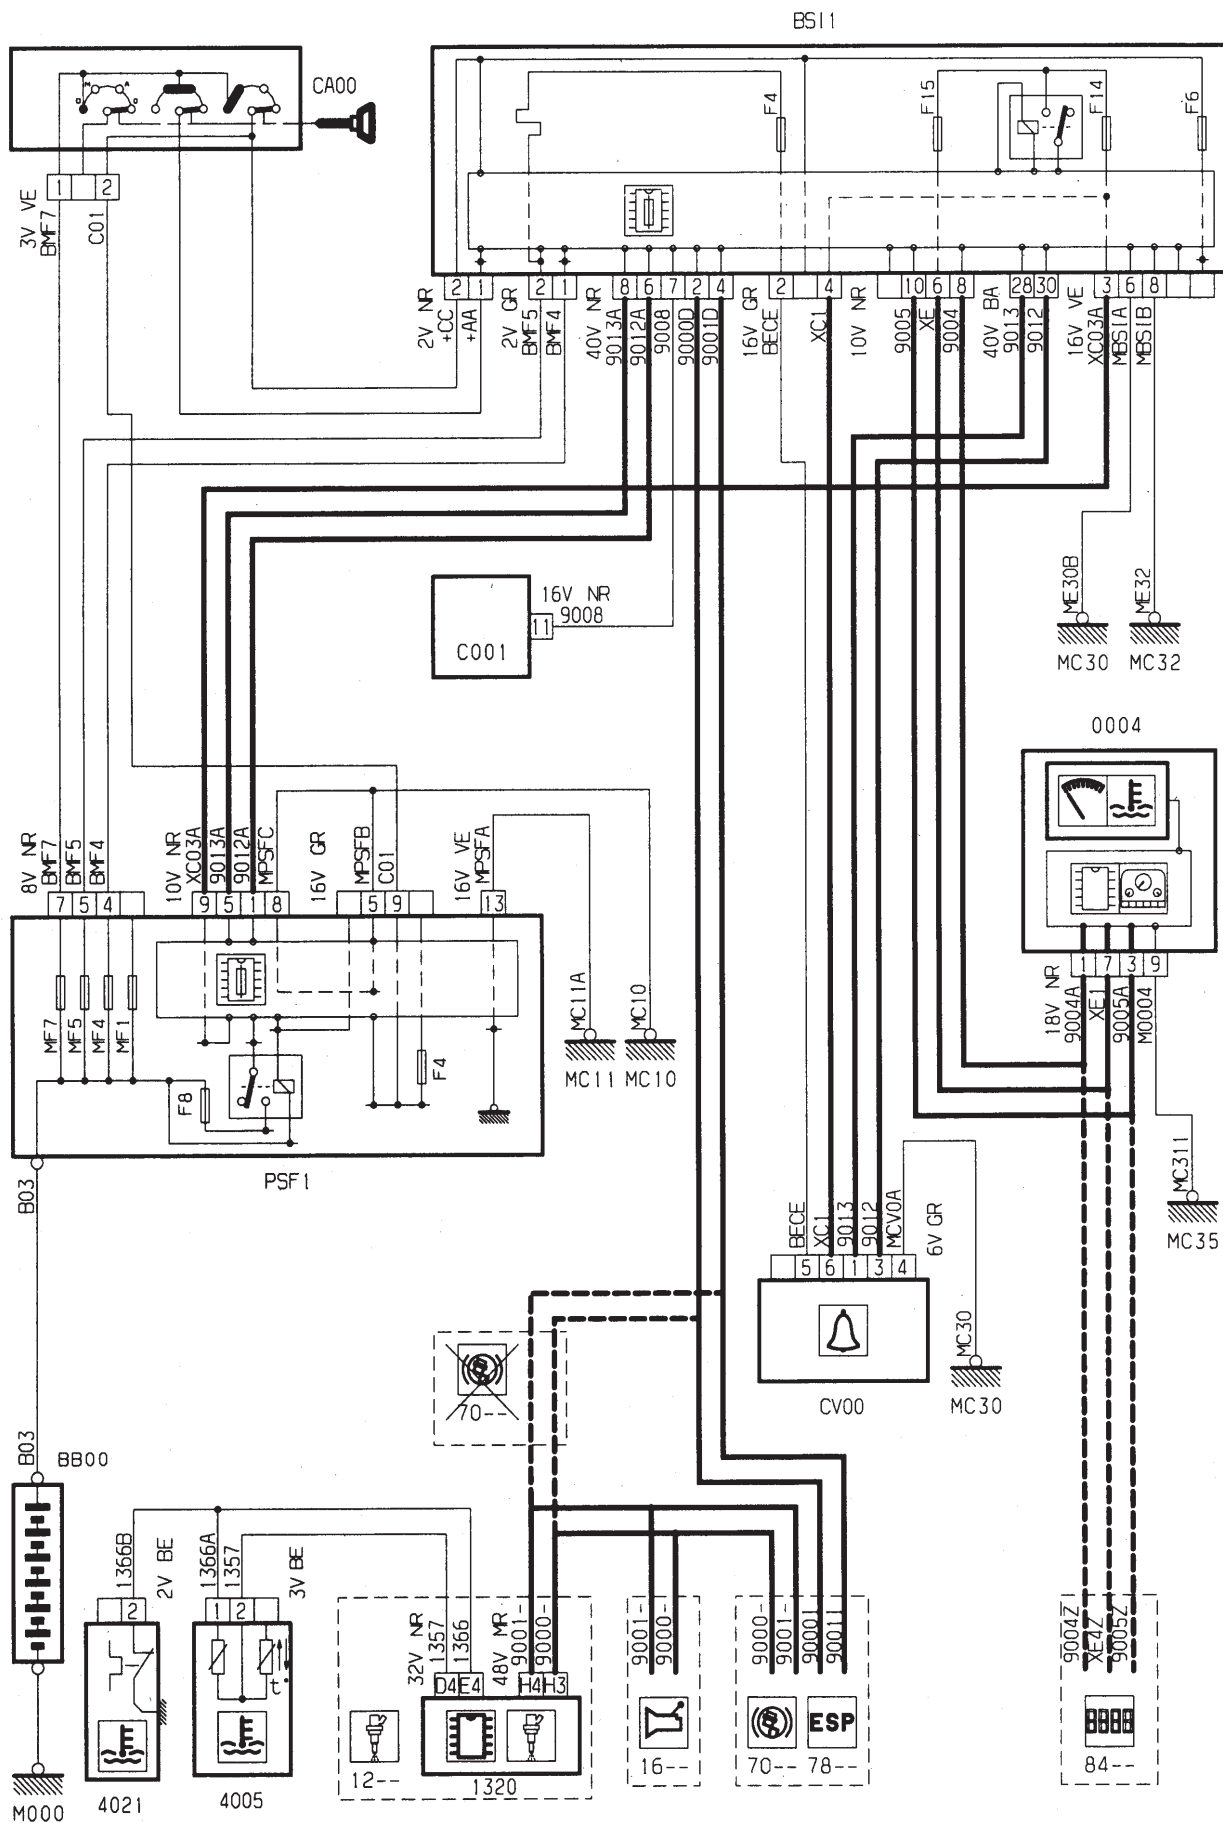 BSI1
CA00
M A
D
1 2
3V VE
BMF7
C01
F4
F15
F14
F6
2 1 2 1 8 6 7 2 4 2 4 10 6 8 28 30 3 6 8
2V NR
+CC
+AA
2V GR
BMF5
BMF4
40V NR
9013A
9012A
9008
9000D
9001D
16V GR
BECE
XC1
10V NR
9005
XE
9004
40V BA
9013
9012
16V VE
XC03A
MBSIA
MBSIB
C001
11
16V NR
9008
ME30B
ME32
MC30 MC32
0004
1 7 3 9
18V NR
9004A
XE1
9005A
M0004
MC311
MC35
8V NR
BMF7
BMF5
BMF4
10V NR
XC03A
9013A
9012A
MPSFC
16V GR
MPSFB
C01
16V VE
MPSFA
7 5 4 9 5 1 8 5 9 13
MF7
MF5
MF4
MF1
F8
F4
PSF1
MC11A
MC10
MC11 MC10
B03
B03
BB00
M000
BECE
XC1
9013
9012
MCV0A
6V GR
5 6 1 3 4
CV00
MC30
MC30
70--
1366B
2V BE
1366A
1357
3V BE
2
1 2
t°
4021
4005
32V NR
1357
1366
48V MR
9001-
9000-
D4 E4 H4 H3
12--
1320
9001-
9000-
16--
9000-
9001-
9000I
9001I
ESP
70-- 78--
9004Z
XE4Z
9005Z
8888
84--